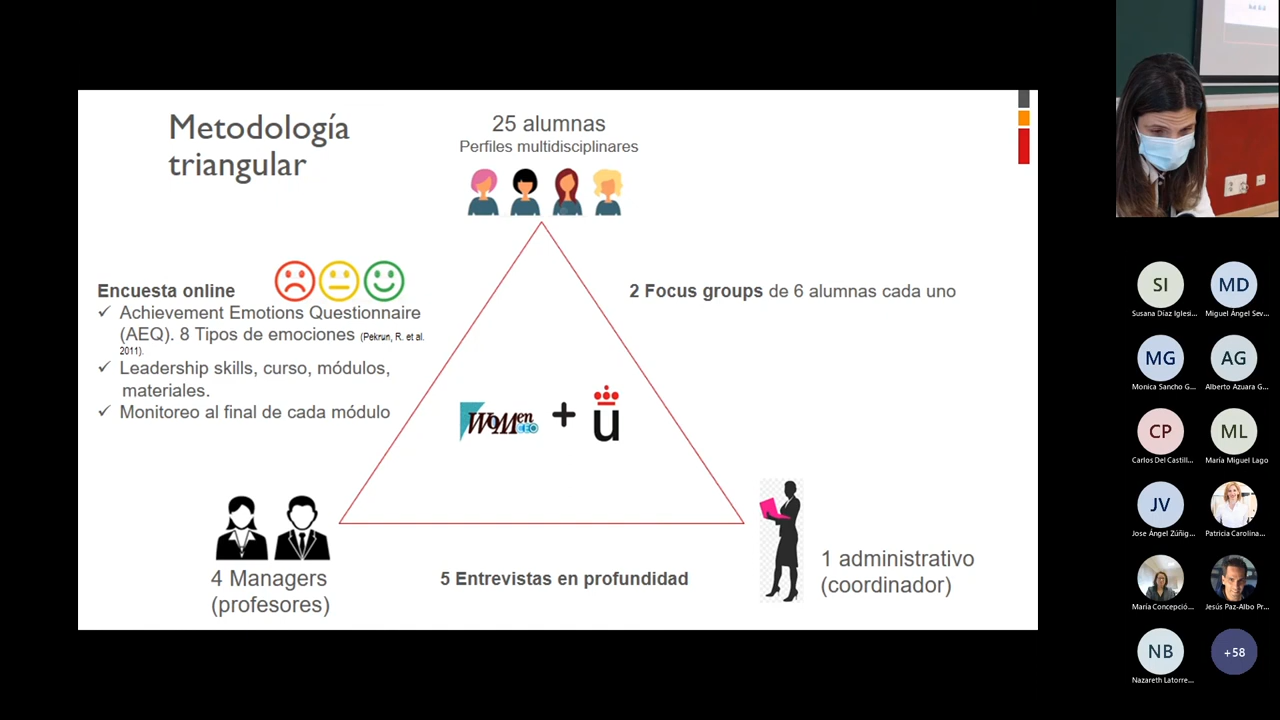 Metodología
triangular
25 alumnas
Perfiles multidisciplinares
Encuesta online
✓ Achievement Emotions Questionnaire
(AEQ). 8 Tipos de emociones (Pekrun, R. et al.
2011).
✓ Leadership skills, curso, módulos,
materiales.
✓ Monitoreo al final de cada módulo
2 Focus groups de 6 alumnas cada uno
WOMen
CEO
+
u
4 Managers
(profesores)
5 Entrevistas en profundidad
1 administrativo
(coordinador)
SI
Susana Díaz Iglesi...
MD
Miguel Ángel Sev...
MG
Monica Sancho G...
AG
Alberto Azuara G...
CP
Carlos Del Castill...
ML
María Miguel Lago
JV
Jose Ángel Zúñig...
Patricia Carolina...
María Concepció...
Jesús Paz-Albo Pr...
NB
Nazareth Latorre...
+58